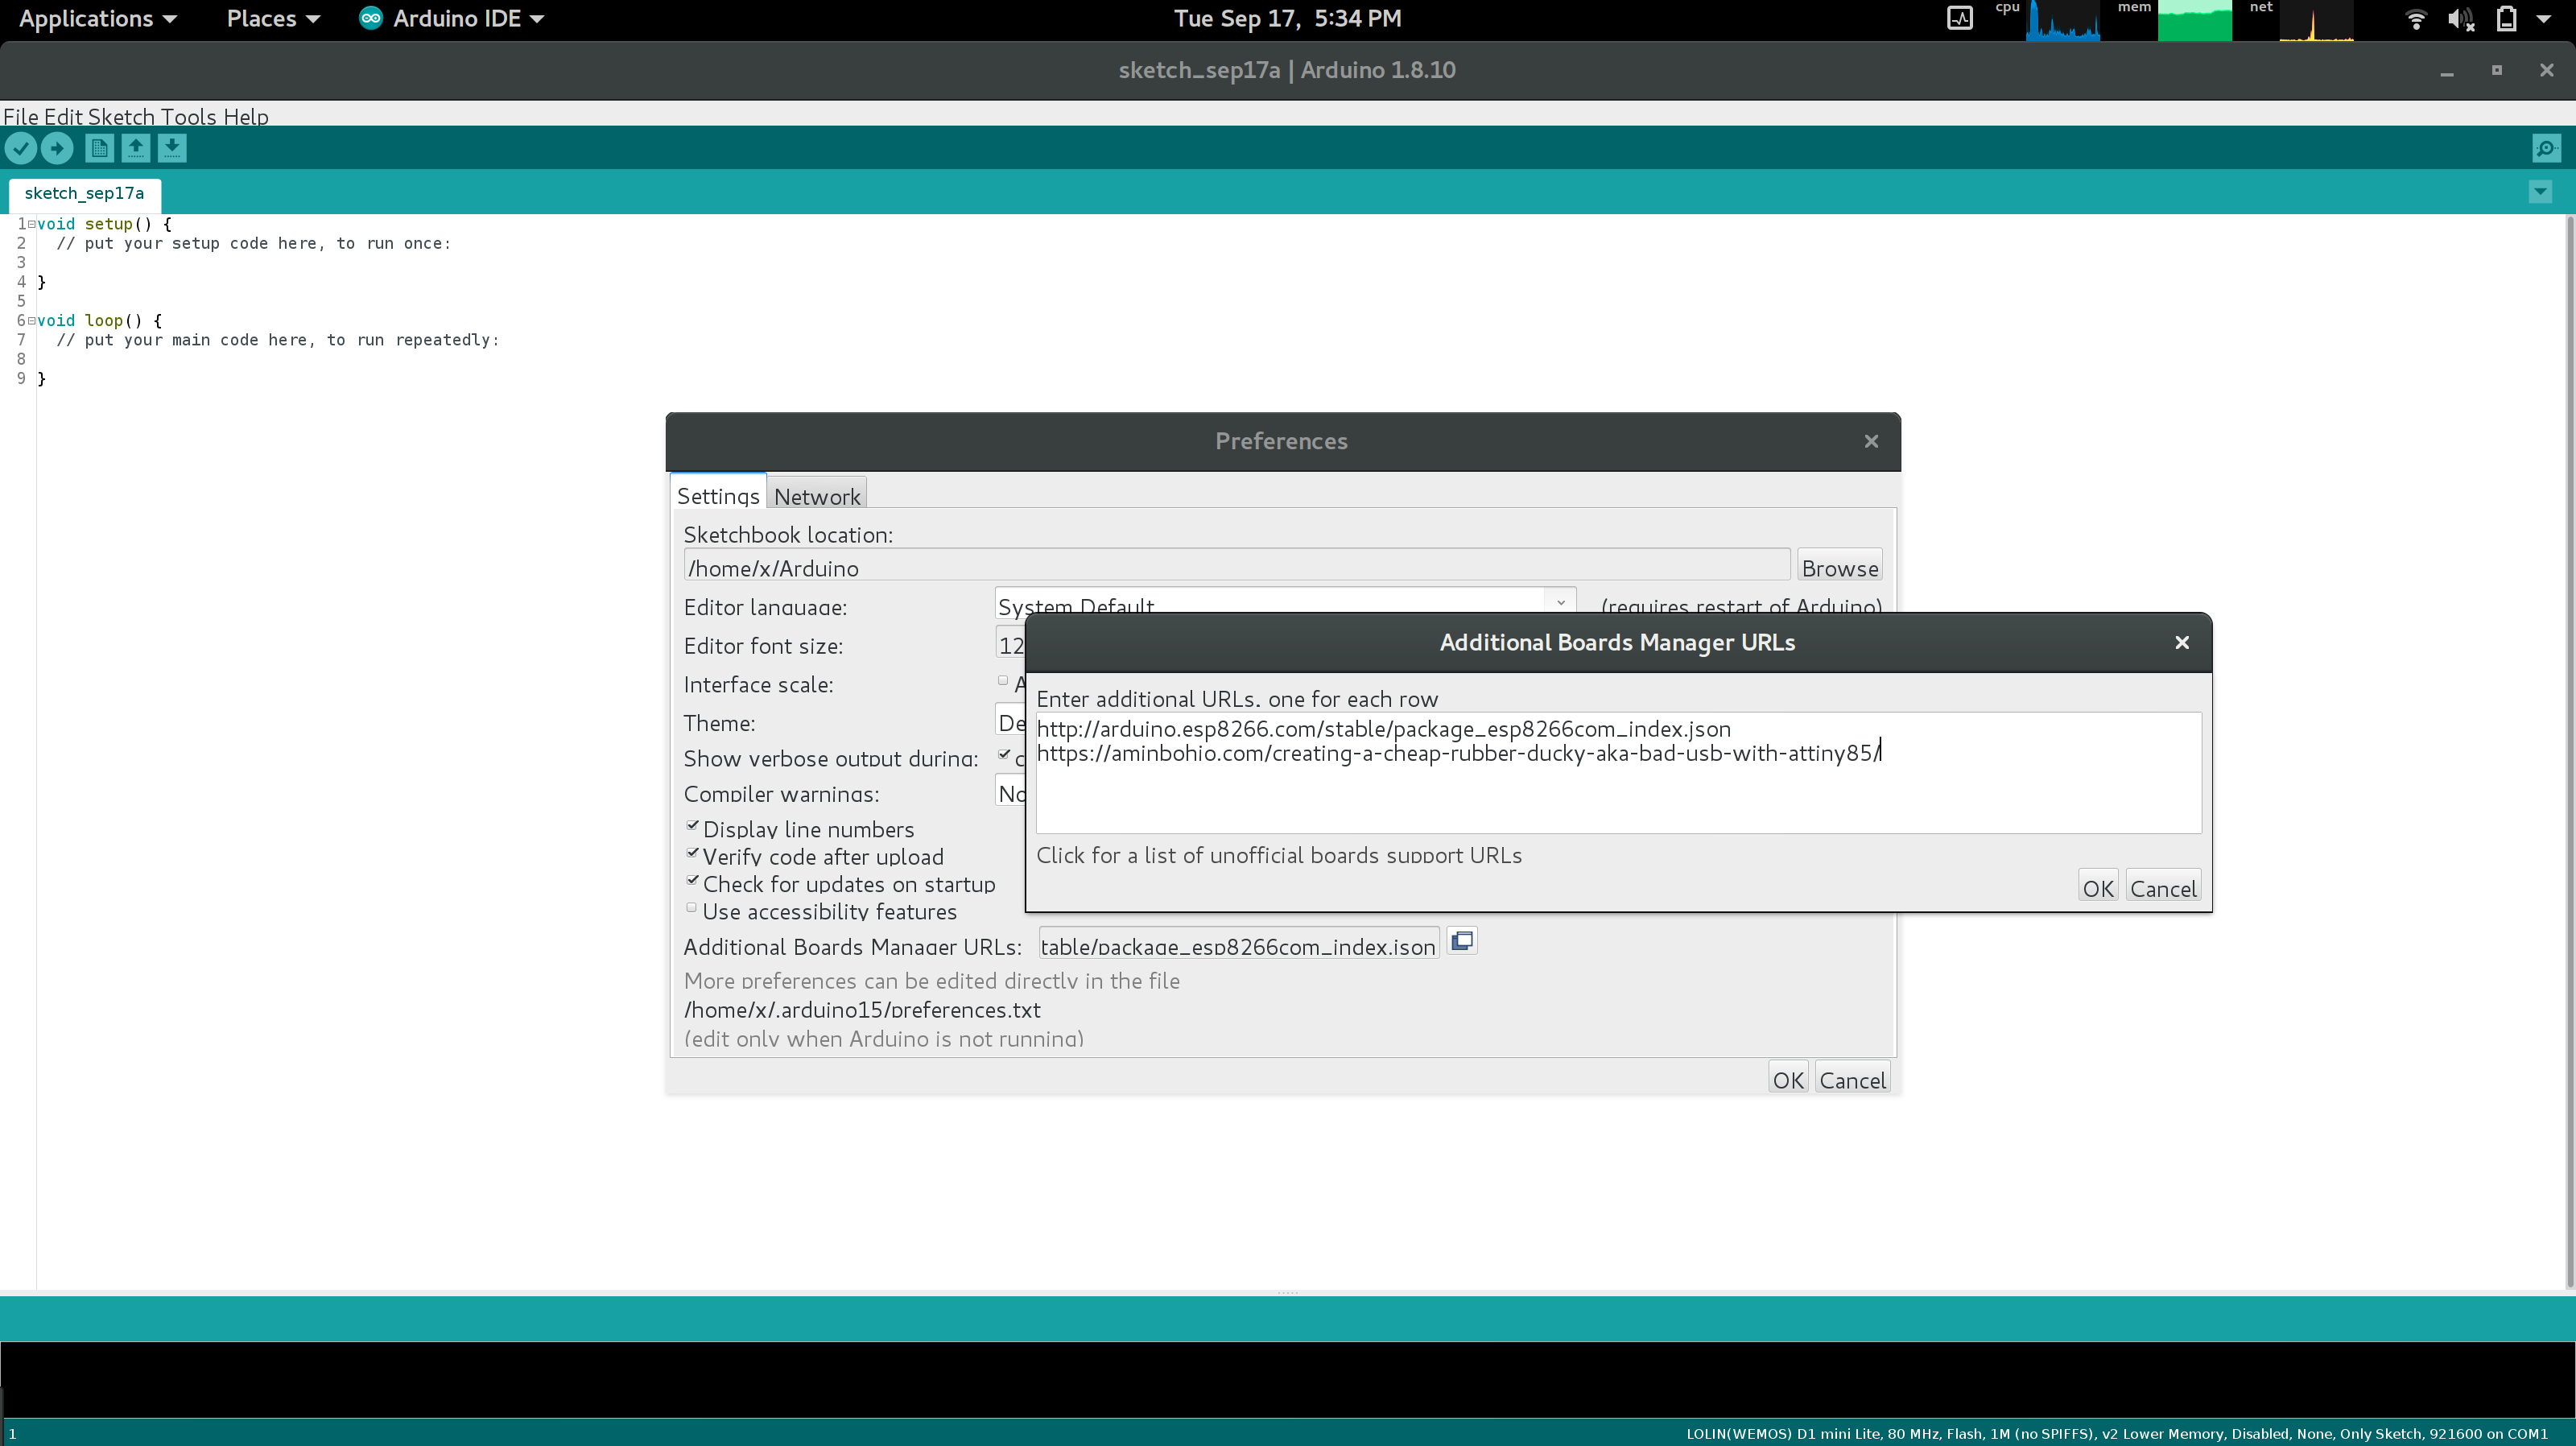 Applications Places Arduino IDE Tue Sep 17, 5:34 PM cpu mem net
sketch_sep17a | Arduino 1.8.10
File Edit Sketch Tools Help
sketch_sep17a
1 void setup() {
2 // put your setup code here, to run once:
3
4 }
5
6 void loop() {
7 // put your main code here, to run repeatedly:
8
9 }
Preferences
Settings Network
Sketchbook location:
/home/x/Arduino Browse
Editor language: System Default (requires restart of Arduino)
Editor font size: 12
Interface scale: A
Theme: De
Show verbose output during: c
Compiler warnings: No
Display line numbers
Verify code after upload
Check for updates on startup
Use accessibility features
Additional Boards Manager URLs
Enter additional URLs, one for each row
http://arduino.esp8266.com/stable/package_esp8266com_index.json
https://aminbohio.com/creating-a-cheap-rubber-ducky-aka-bad-usb-with-attiny85/
Click for a list of unofficial boards support URLs
OK Cancel
Additional Boards Manager URLs: table/package_esp8266com_index.json
More preferences can be edited directly in the file
/home/x/.arduino15/preferences.txt
(edit only when Arduino is not running)
OK Cancel
1 LOLIN(WEMOS) D1 mini Lite, 80 MHz, Flash, 1M (no SPIFFS), v2 Lower Memory, Disabled, None, Only Sketch, 921600 on COM1